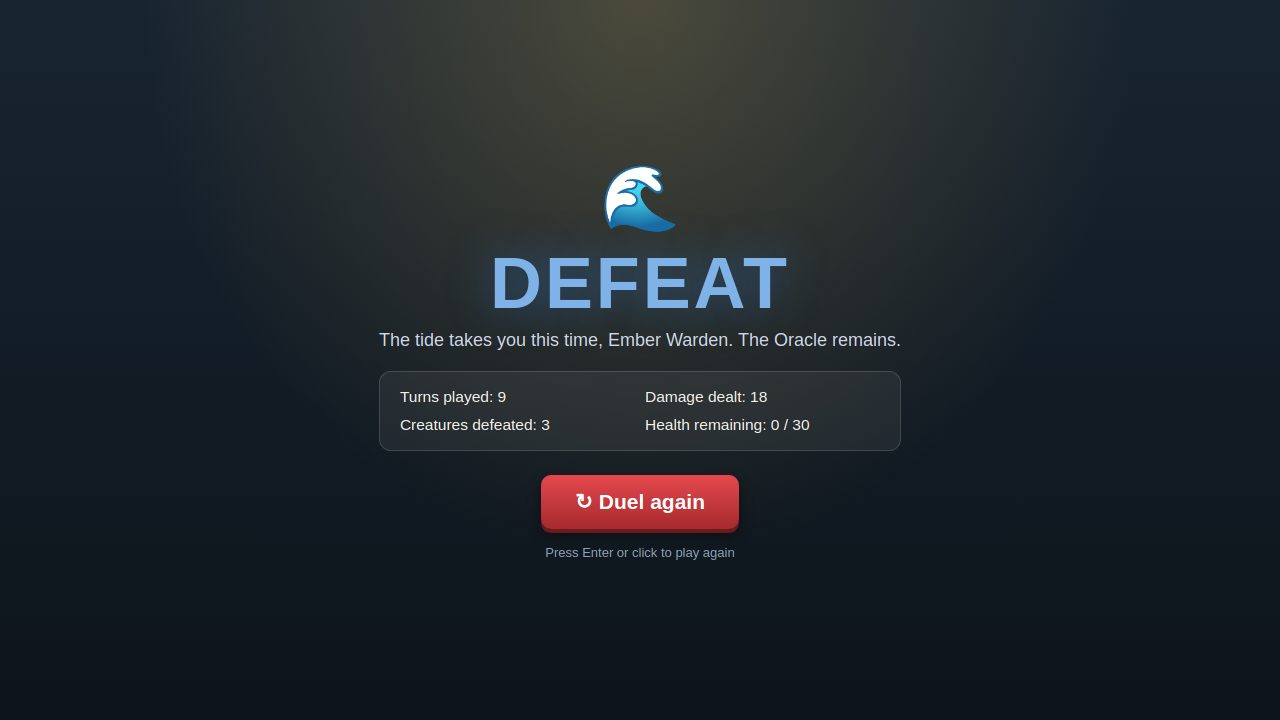 DEFEAT
The tide takes you this time, Ember Warden. The Oracle remains.
Turns played: 9 Damage dealt: 18
Creatures defeated: 3 Health remaining: 0 / 30
↻ Duel again
Press Enter or click to play again